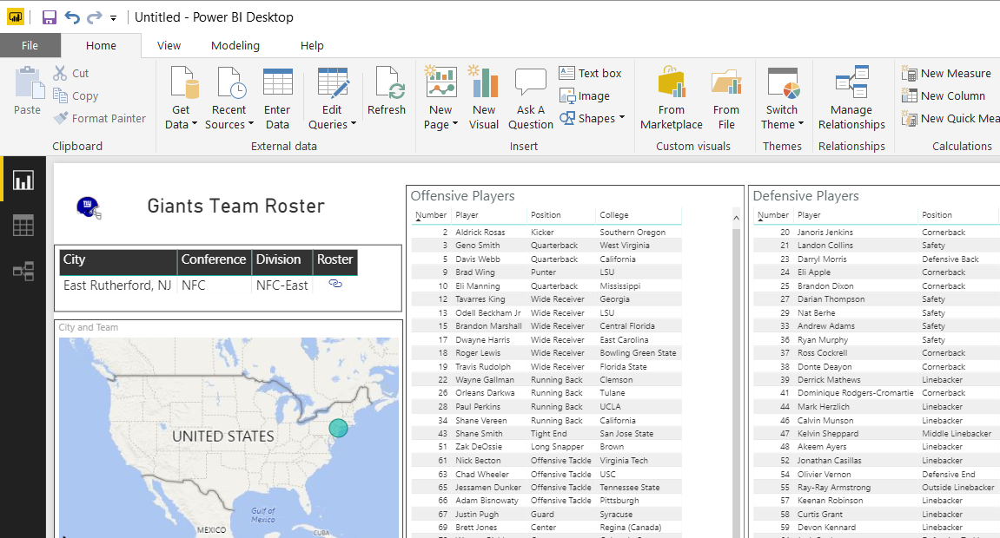 Untitled - Power BI Desktop
File Home View Modeling Help
Paste
Cut
Copy
Format Painter
Clipboard
Get Data
Recent Sources
Enter Data
Edit Queries
Refresh
External data
New Page
New Visual
Ask A Question
Text box
Image
Shapes
Insert
From Marketplace
From File
Custom visuals
Switch Theme
Themes
Manage Relationships
Relationships
New Measure
New Column
New Quick Mea
Calculations
Giants Team Roster
City Conference Division Roster
East Rutherford, NJ NFC NFC-East
City and Team
UNITED STATES
Gulf of
Mexico
MEXICO
CUBA
Offensive Players
Number Player Position College
2 Aldrick Rosas Kicker Southern Oregon
3 Geno Smith Quarterback West Virginia
5 Davis Webb Quarterback California
9 Brad Wing Punter LSU
10 Eli Manning Quarterback Mississippi
12 Tavarres King Wide Receiver Georgia
13 Odell Beckham Jr Wide Receiver LSU
15 Brandon Marshall Wide Receiver Central Florida
17 Dwayne Harris Wide Receiver East Carolina
18 Roger Lewis Wide Receiver Bowling Green State
19 Travis Rudolph Wide Receiver Florida State
22 Wayne Gallman Running Back Clemson
26 Orleans Darkwa Running Back Tulane
28 Paul Perkins Running Back UCLA
34 Shane Vereen Running Back California
43 Shane Smith Tight End San Jose State
51 Zak DeOssie Long Snapper Brown
61 Nick Becton Offensive Tackle Virginia Tech
63 Chad Wheeler Offensive Tackle USC
65 Jessamen Dunker Offensive Tackle Tennessee State
66 Adam Bisnowaty Offensive Tackle Pittsburgh
67 Justin Pugh Guard Syracuse
69 Brett Jones Center Regina (Canada)
Defensive Players
Number Player Position
20 Janoris Jenkins Cornerback
21 Landon Collins Safety
23 Darryl Morris Defensive Back
24 Eli Apple Cornerback
25 Brandon Dixon Cornerback
27 Darian Thompson Safety
29 Nat Berhe Safety
33 Andrew Adams Safety
36 Ryan Murphy Safety
37 Ross Cockrell Cornerback
38 Donte Deayon Cornerback
39 Derrick Mathews Linebacker
41 Dominique Rodgers-Cromartie Cornerback
44 Mark Herzlich Linebacker
46 Calvin Munson Linebacker
47 Kelvin Sheppard Middle Linebacker
48 Akeem Ayers Linebacker
52 Jonathan Casillas Linebacker
54 Olivier Vernon Defensive End
55 Ray-Ray Armstrong Outside Linebacker
57 Keenan Robinson Linebacker
58 Curtis Grant Linebacker
59 Devon Kennard Linebacker